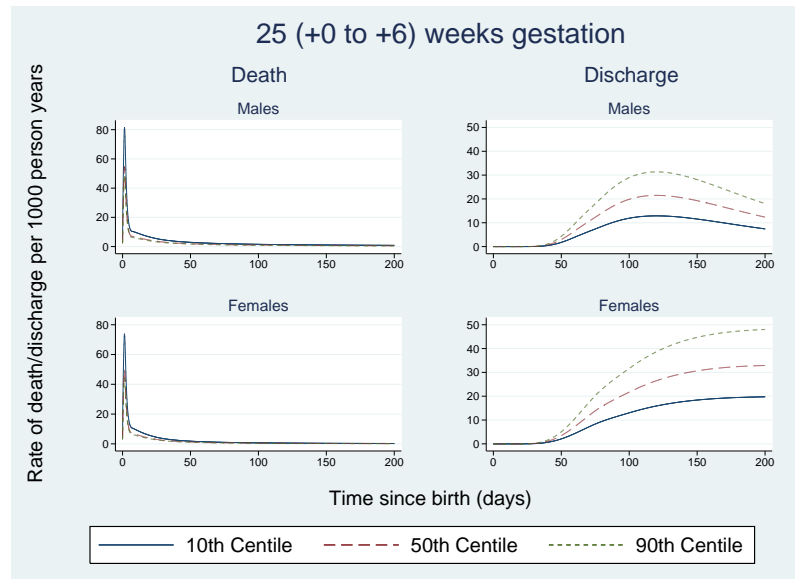 25 (+0 to +6) weeks gestation
Death
Discharge
Rate of death/discharge per 1000 person years
Males
80
60
40
20
0
0 50 100 150 200
Males
50
40
30
20
10
0
0 50 100 150 200
Females
80
60
40
20
0
0 50 100 150 200
Females
50
40
30
20
10
0
0 50 100 150 200
Time since birth (days)
10th Centile 50th Centile 90th Centile